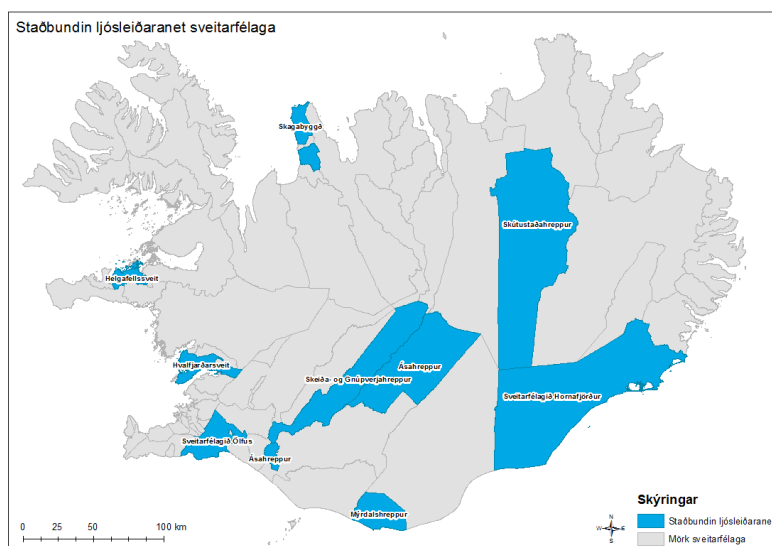 Staðbundin ljósleiðaranet sveitarfélaga
Skagabyggð
Skútustaðahreppur
Helgafellssveit
Hvalfjarðarsveit
Ásahreppur
Skeiða- og Gnúpverjahreppur
Sveitarfélagið Hornafjörður
Sveitarfélagið Ölfus
Ásahreppur
Mýrdalshreppur
Skýringar
Staðbundin ljósleiðarane
Mörk sveitarfélaga
N
W E
S
0 25 50 100 km